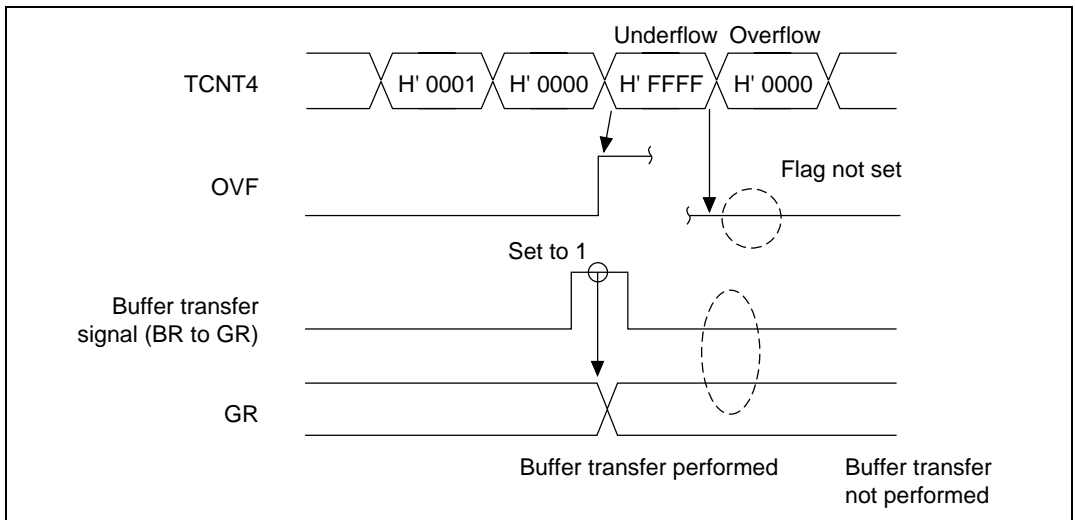 Underflow Overflow
TCNT4 H' 0001 H' 0000 H' FFFF H' 0000
OVF
Flag not set
Set to 1
Buffer transfer
signal (BR to GR)
GR
Buffer transfer performed
Buffer transfer
not performed